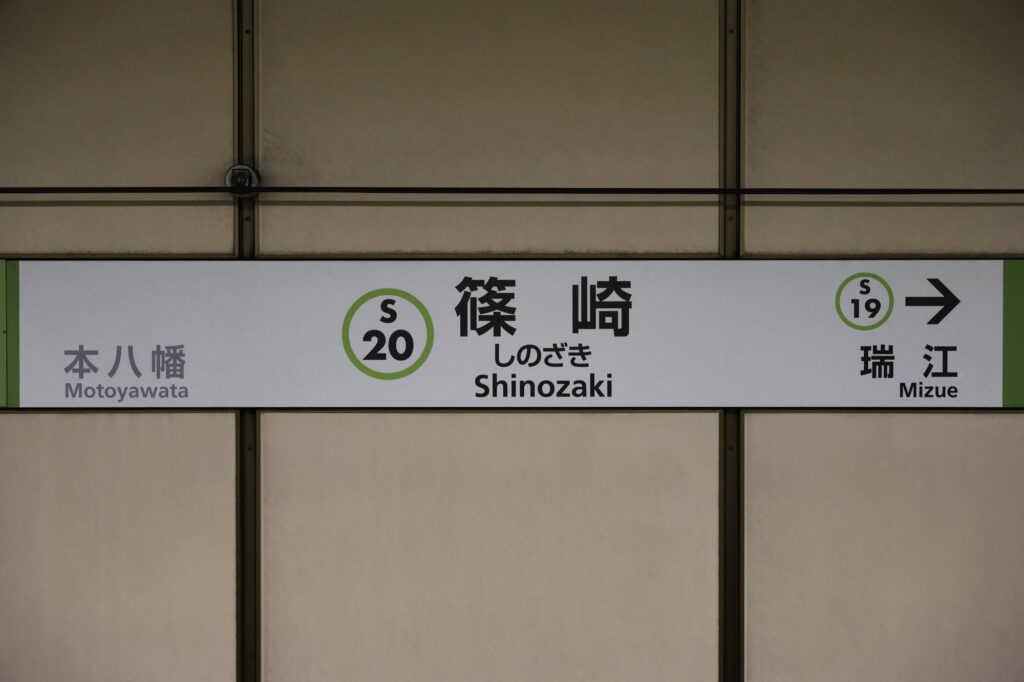 本八幡
Motoyawata
S
20
篠崎
しのざき
Shinozaki
S
19
→
瑞江
Mizue